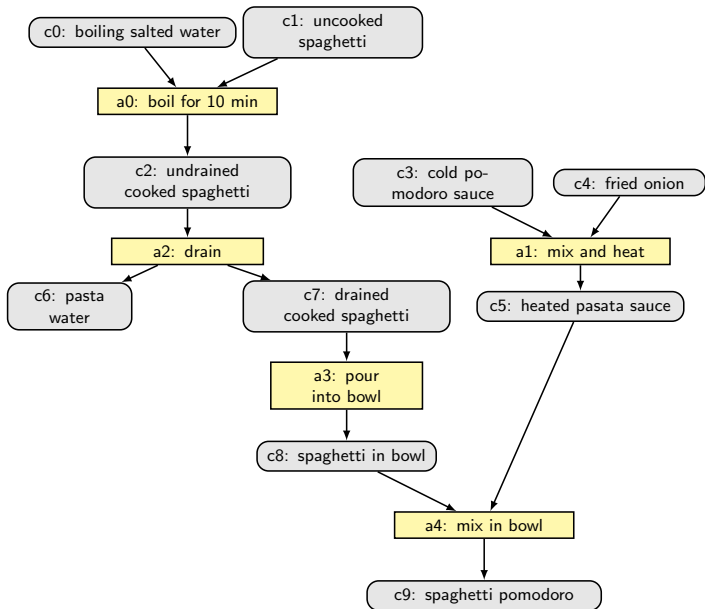 c0: boiling salted water
c1: uncooked
spaghetti
a0: boil for 10 min
c2: undrained
cooked spaghetti
c3: cold po-
modoro sauce
c4: fried onion
a2: drain
a1: mix and heat
c6: pasta
water
c7: drained
cooked spaghetti
c5: heated pasata sauce
a3: pour
into bowl
c8: spaghetti in bowl
a4: mix in bowl
c9: spaghetti pomodoro